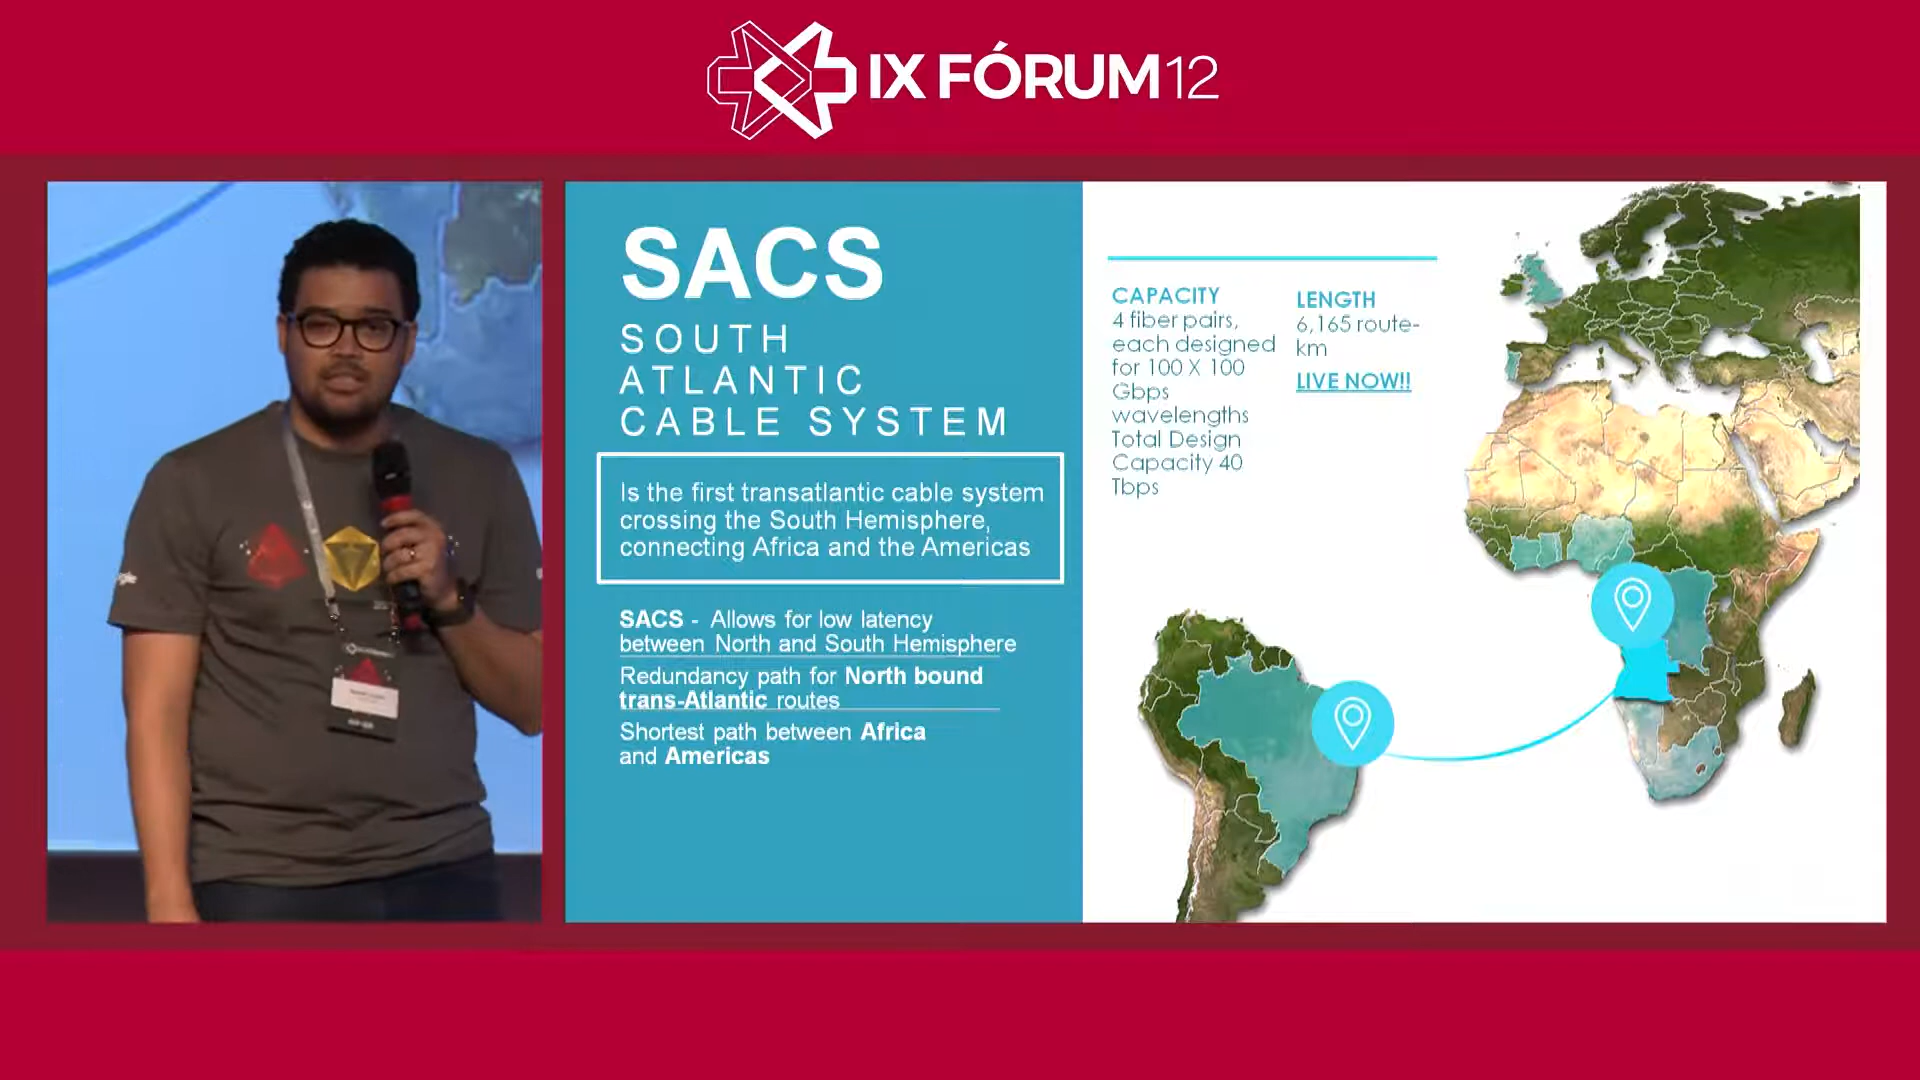 IX FÓRUM 12
SACS
SOUTH
ATLANTIC
CABLE SYSTEM
Is the first transatlantic cable system
crossing the South Hemisphere,
connecting Africa and the Americas
SACS - Allows for low latency
between North and South Hemisphere
Redundancy path for North bound
trans-Atlantic routes
Shortest path between Africa
and Americas
CAPACITY
4 fiber pairs,
each designed
for 100 X 100
Gbps
wavelengths
Total Design
Capacity 40
Tbps
LENGTH
6,165 route-
km
LIVE NOW!!